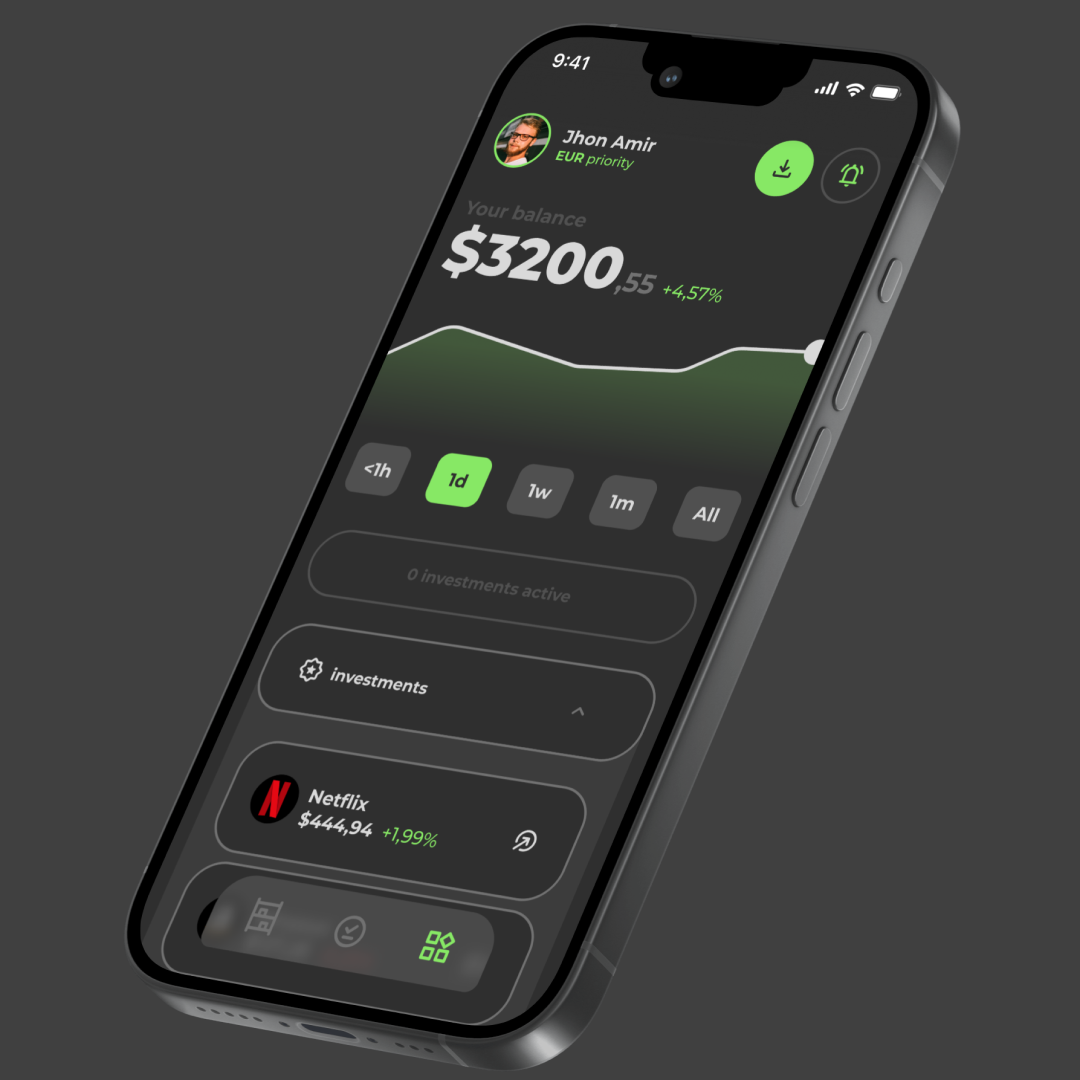 9:41
Jhon Amir
EUR priority
Your balance
$3200,55 +4,57%
<1h 1d 1w 1m All
0 investments active
investments
Netflix
$444,94 +1,99%